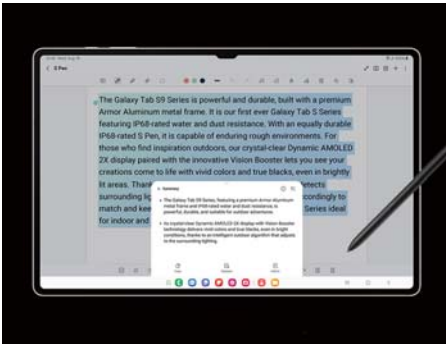 S Pen
The Galaxy Tab S9 Series is powerful and durable, built with a premium
Armor Aluminum metal frame. It is our first ever Galaxy Tab S Series
featuring IP68-rated water and dust resistance. With an equally durable
IP68-rated S Pen, it is capable of enduring rough environments. For
those who find inspiration outdoors, our crystal-clear Dynamic AMOLED
2X display paired with the innovative Vision Booster lets you see your
creations come to life with vivid colors and true blacks, even in brightly
lit areas. Thank
detects
surrounding lig
cordingly to
match and kee
Series ideal
for indoor and
Summary
The Galaxy Tab S9 Series, featuring a premium Armor Aluminum
metal frame and IP68-rated water and dust resistance, is
powerful, durable, and suitable for outdoor adventures.
Its crystal-clear Dynamic AMOLED 2X display with Vision Booster
technology delivers vivid colors and true blacks, even in bright
conditions, thanks to an intelligent outdoor algorithm that adjusts
to the surrounding lighting.
Copy